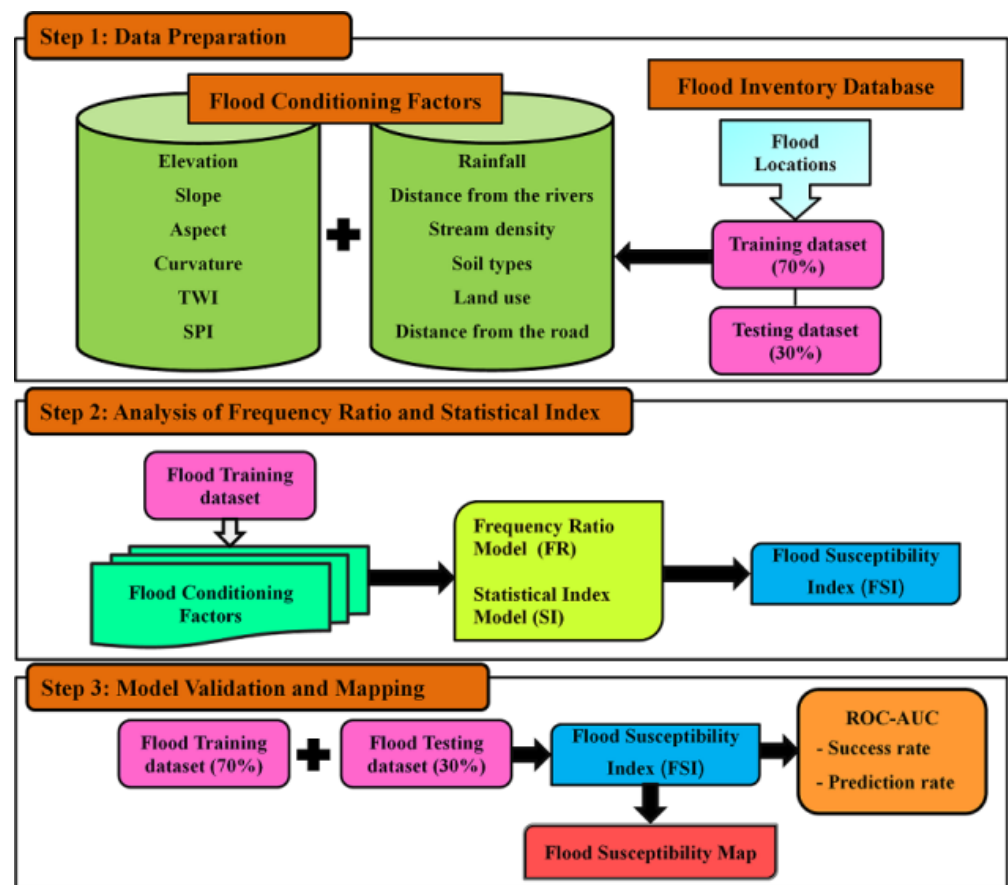 Step 1: Data Preparation
Flood Conditioning Factors
Elevation
Slope
Aspect
Curvature
TWI
SPI
Rainfall
Distance from the rivers
Stream density
Soil types
Land use
Distance from the road
Flood Inventory Database
Flood
Locations
Training dataset
(70%)
Testing dataset
(30%)
Step 2: Analysis of Frequency Ratio and Statistical Index
Flood Training
dataset
Flood Conditioning
Factors
Frequency Ratio
Model (FR)
Statistical Index
Model (SI)
Flood Susceptibility
Index (FSI)
Step 3: Model Validation and Mapping
Flood Training
dataset (70%)
Flood Testing
dataset (30%)
Flood Susceptibility
Index (FSI)
ROC-AUC
- Success rate
- Prediction rate
Flood Susceptibility Map